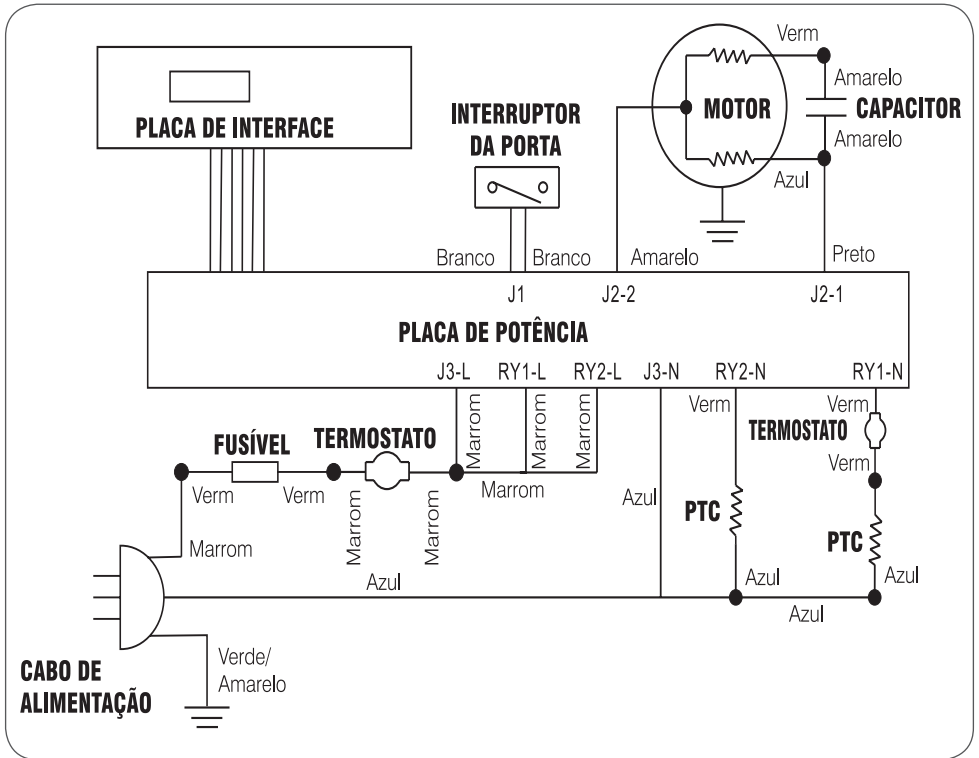 Verm
Amarelo
MOTOR
CAPACITOR
INTERRUPTOR
DA PORTA
PLACA DE INTERFACE
Amarelo
Azul
Branco
Branco
Amarelo
Preto
J1
J2-2
J2-1
PLACA DE POTÊNCIA
J3-L
RY1-L
RY2-L
J3-N
RY2-N
RY1-N
Marrom
Marrom
Marrom
Verm
Verm
FUSÍVEL
TERMOSTATO
TERMOSTATO
Verm
Verm
Verm
Marrom
Marrom
Marrom
Azul
PTC
PTC
Marrom
Azul
Azul
Azul
Azul
CABO DE
ALIMENTAÇÃO
Verde/
Amarelo